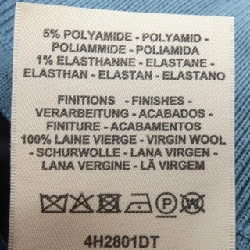 5% POLYAMIDE - POLYAMID -
POLIAMMIDE - POLIAMIDA
1% ELASTHANNE - ELASTANE -
ELASTHAN - ELASTAN - ELASTANO
FINITIONS - FINISHES -
VERARBEITUNG - ACABADOS -
FINITURE - ACABAMENTOS
100% LAINE VIERGE - VIRGIN WOOL
- SCHURWOLLE - LANA VIRGEN -
LANA VERGINE - LÃ VIRGEM
P
4H2801DT